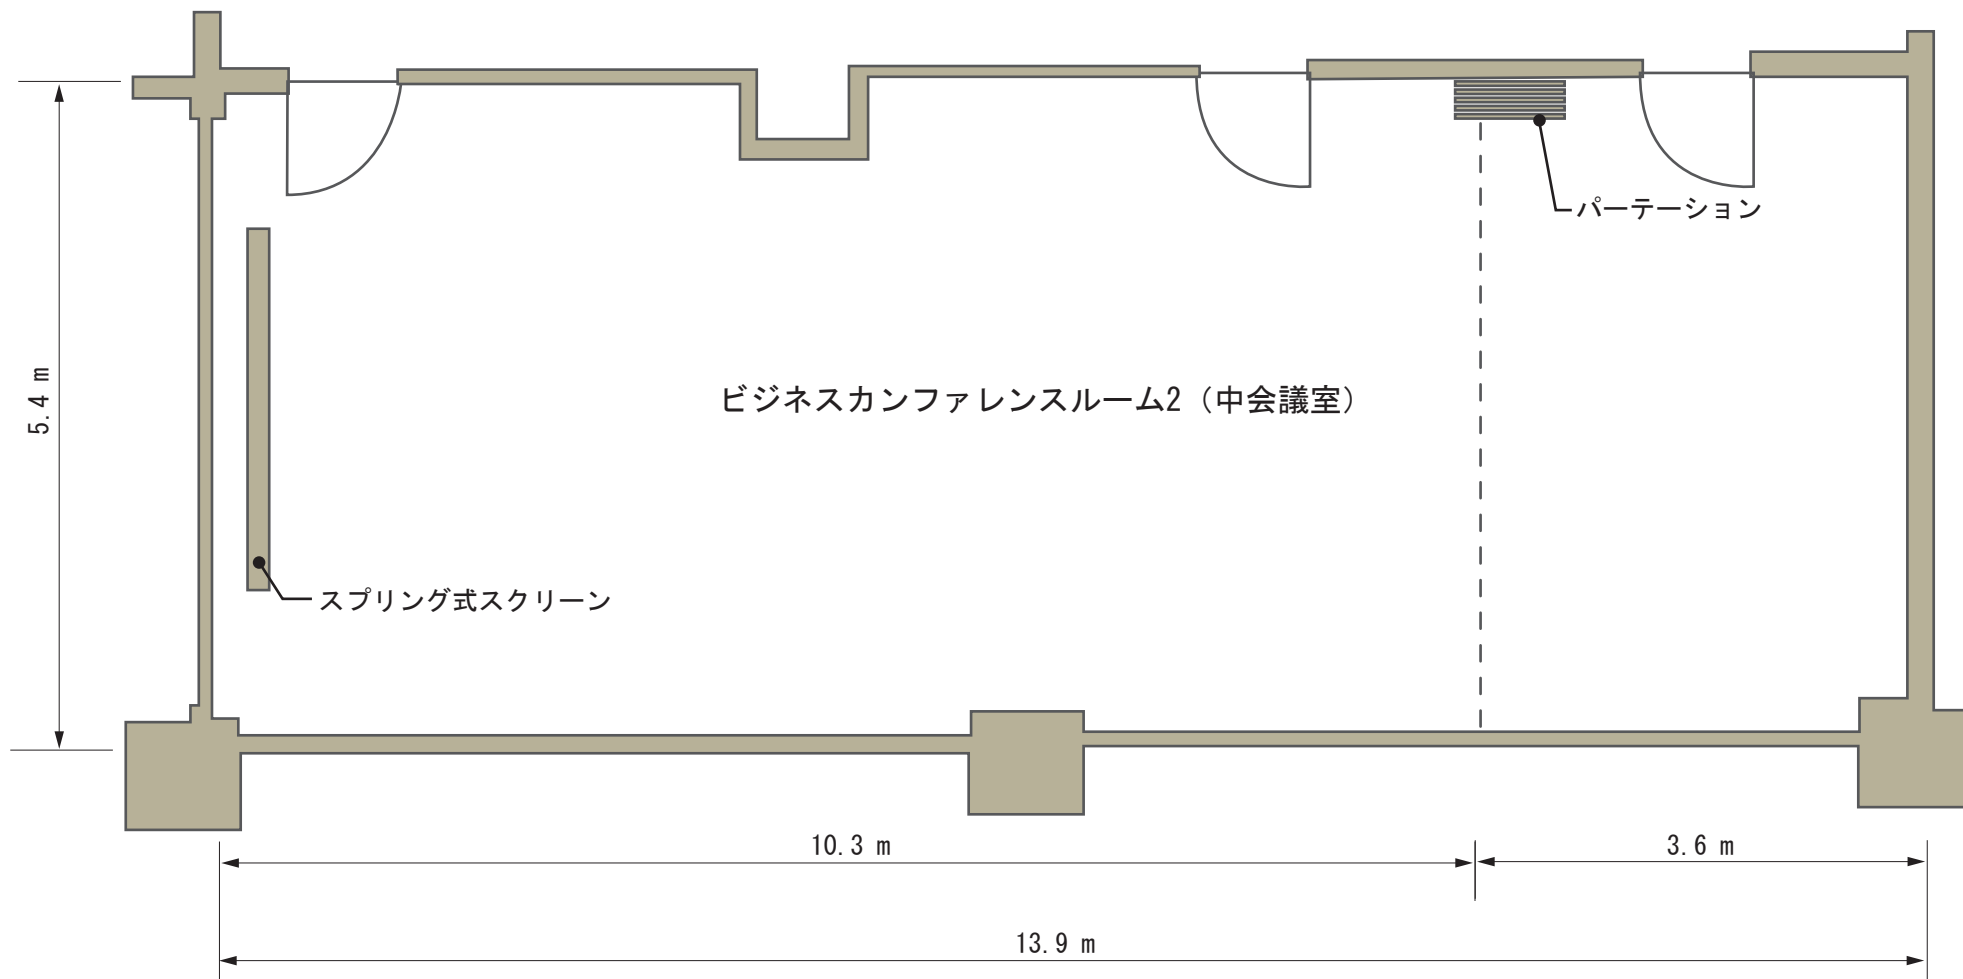 パーテーション
5.4 m
ビジネスカンファレンスルーム2（中会議室）
スプリング式スクリーン
10.3 m
3.6 m
13.9 m